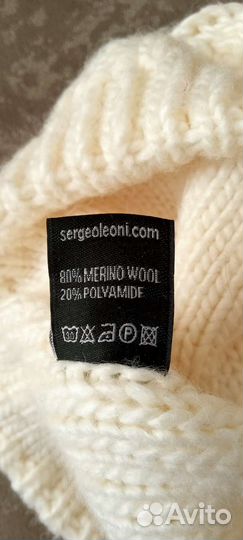 sergeoleoni.com
80% MERINO WOOL
20% POLYAMIDE
Avito